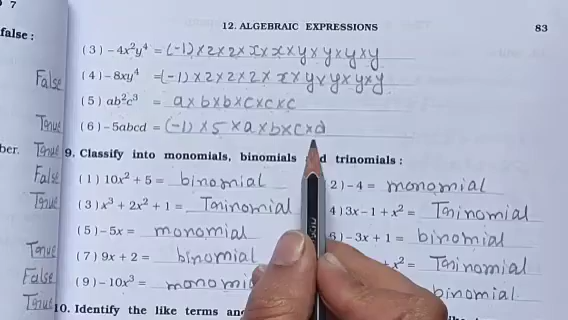 7
12. ALGEBRAIC EXPRESSIONS 83
false :
(3) – 4x²y⁴ = (-1)×2×2×x×x×y×y×y×y
False (4) – 8xy⁴ = (-1)×2×2×2×x×y×y×y×y
(5) ab²c³ = a×b×b×c×c×c
True (6) – 5abcd = (-1)×5×a×b×c×d
ber. True 9. Classify into monomials, binomials trinomials :
False (1) 10x² + 5 = binomial 2) – 4 = monomial
True (3) x³ + 2x² + 1 = Trinomial 4) 3x – 1 + x² = Trinomial
(5) – 5x = monomial – 3x + 1 = binomial
True (7) 9x + 2 = binomial x² = Trinomial
False (9) – 10x³ = monomi binomial
True 10. Identify the like terms